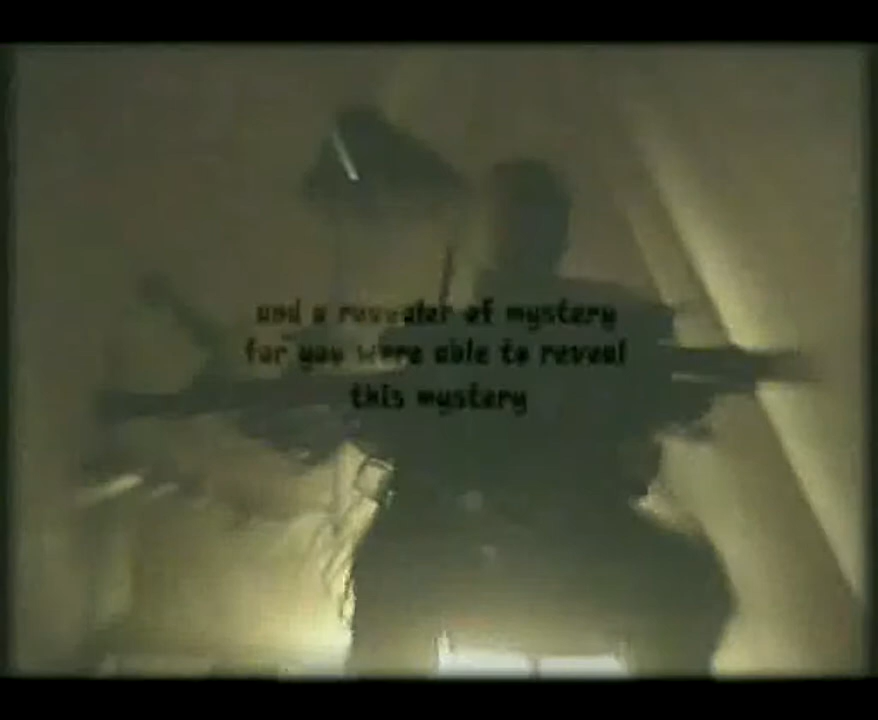 and a revealer of mystery
for you were able to reveal
this mystery